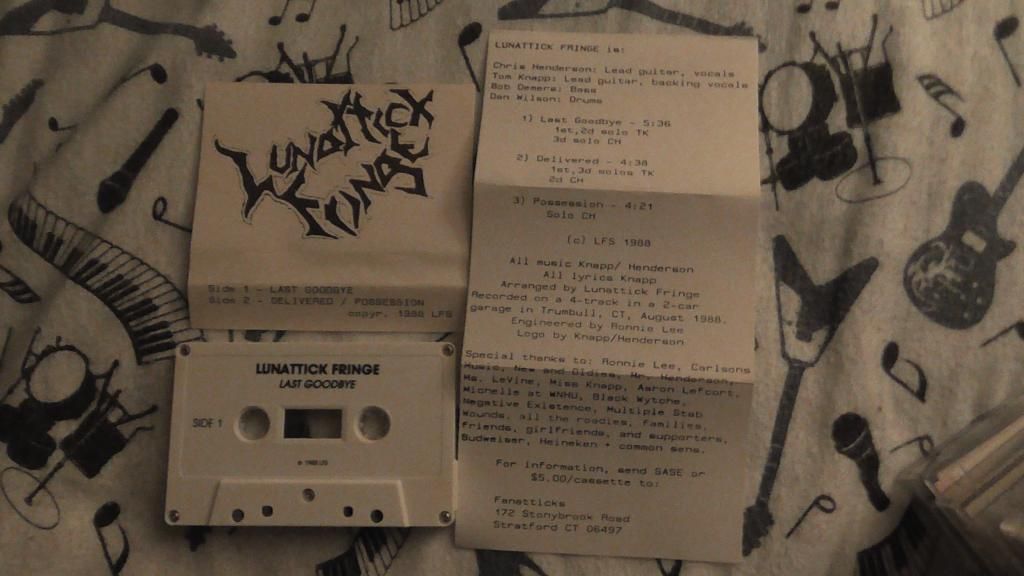 LUNATTICK
FRINGE
Side 1 - LAST GOODBYE
Side 2 - DELIVERED / POSSESSION
copyr. 1988 LFS
LUNATTICK FRINGE
LAST GOODBYE
SIDE 1
℗ 1988 LFS
LUNATTICK FRINGE is:
Chris Henderson: Lead guitar, vocals
Tom Knapp: Lead guitar, backing vocals
Bob Demers: Bass
Dan Wilson: Drums
1) Last Goodbye - 5:36
1st,2d solo TK
3d solo CH
2) Delivered - 4:38
1st,3d solos TK
2d CH
3) Possession - 4:21
Solo CH
(c) LFS 1988
All music Knapp/ Henderson
All lyrics Knapp
Arranged by Lunattick Fringe
Recorded on a 4-track in a 2-car
garage in Trumbull, CT, August 1988.
Engineered by Ronnie Lee
Logo by Knapp/Henderson
Special thanks to: Ronnie Lee, Carlsons
Music, New and Oldies, Mr. Henderson,
Ms. LeVine, Miss Knapp, Aaron Lefcort,
Michelle at WNHU, Black Wytche,
Negative Existence, Multiple Stab
Wounds, all the roadies, families,
friends, girlfriends, and supporters,
Budweiser, Heineken + common sens.
For information, send SASE or
$5.00/cassette to:
Fanatticks
172 Stonybrook Road
Stratford CT 06497